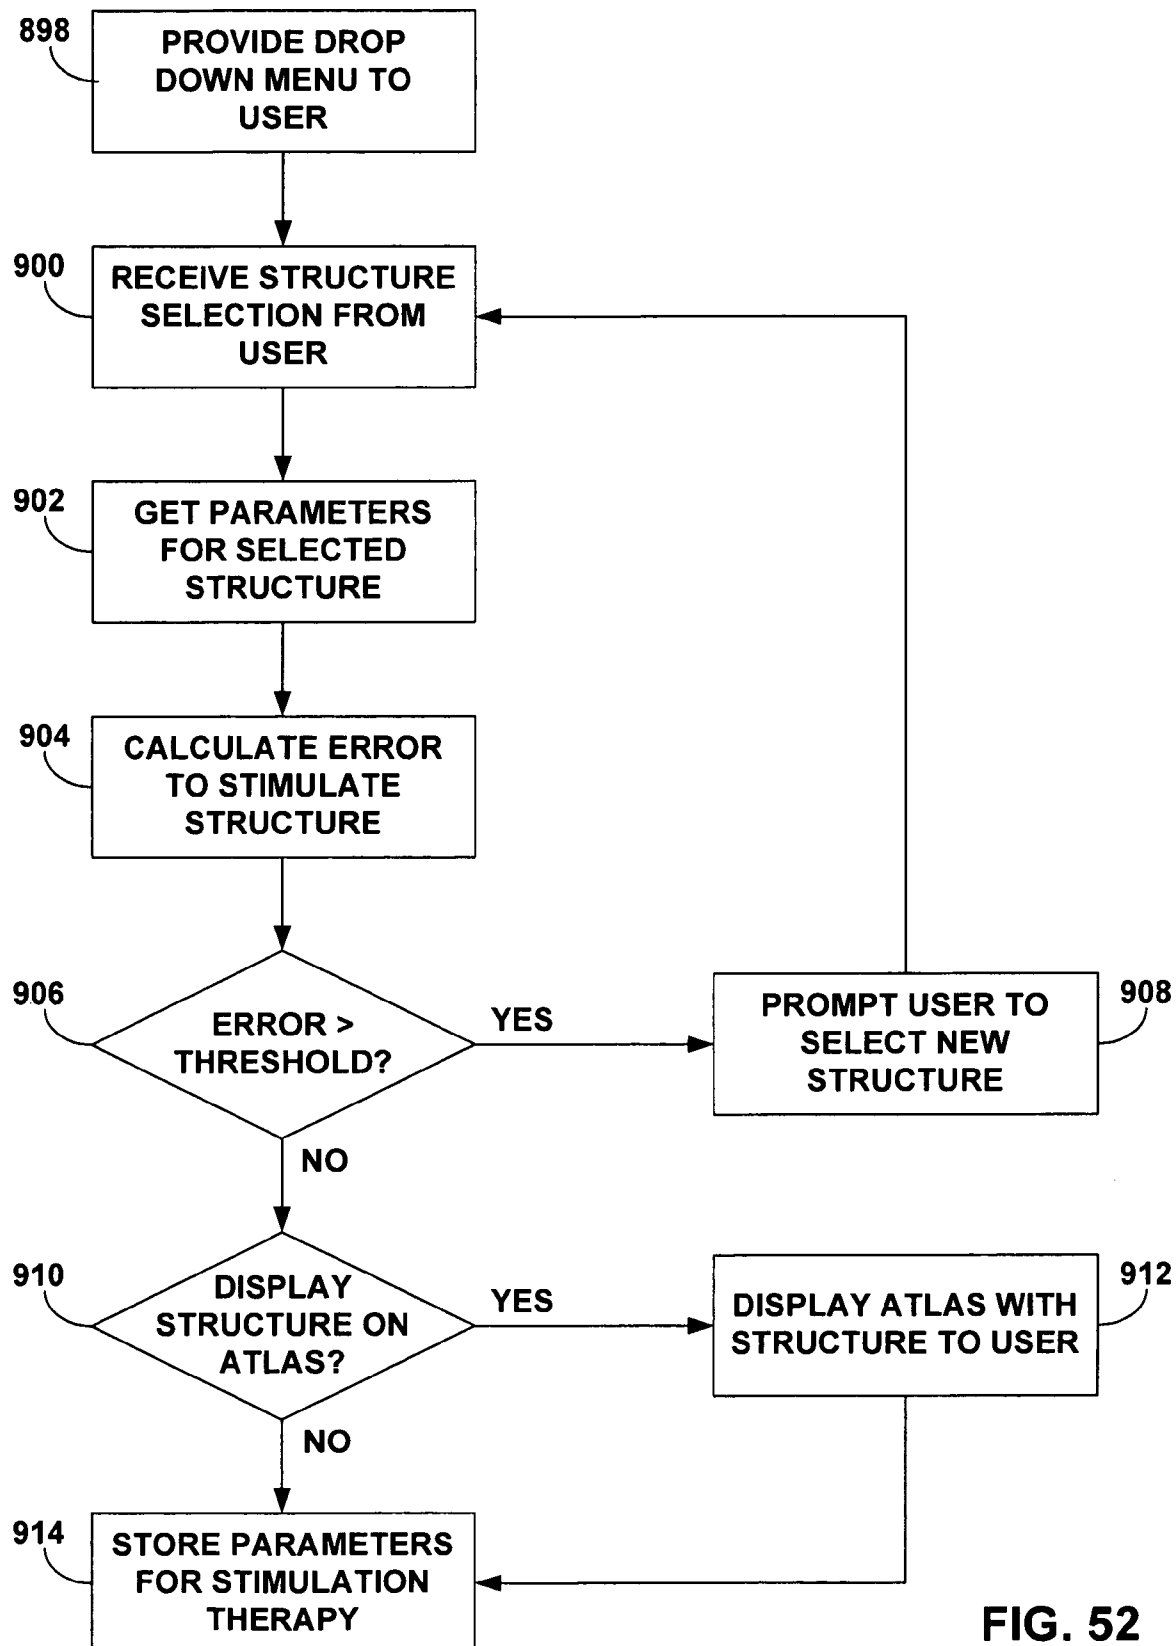 898
PROVIDE DROP
DOWN MENU TO
USER
900
RECEIVE STRUCTURE
SELECTION FROM
USER
902
GET PARAMETERS
FOR SELECTED
STRUCTURE
904
CALCULATE ERROR
TO STIMULATE
STRUCTURE
906
ERROR >
THRESHOLD?
YES
NO
PROMPT USER TO
SELECT NEW
STRUCTURE
908
910
DISPLAY
STRUCTURE ON
ATLAS?
YES
NO
DISPLAY ATLAS WITH
STRUCTURE TO USER
912
914
STORE PARAMETERS
FOR STIMULATION
THERAPY
FIG. 52